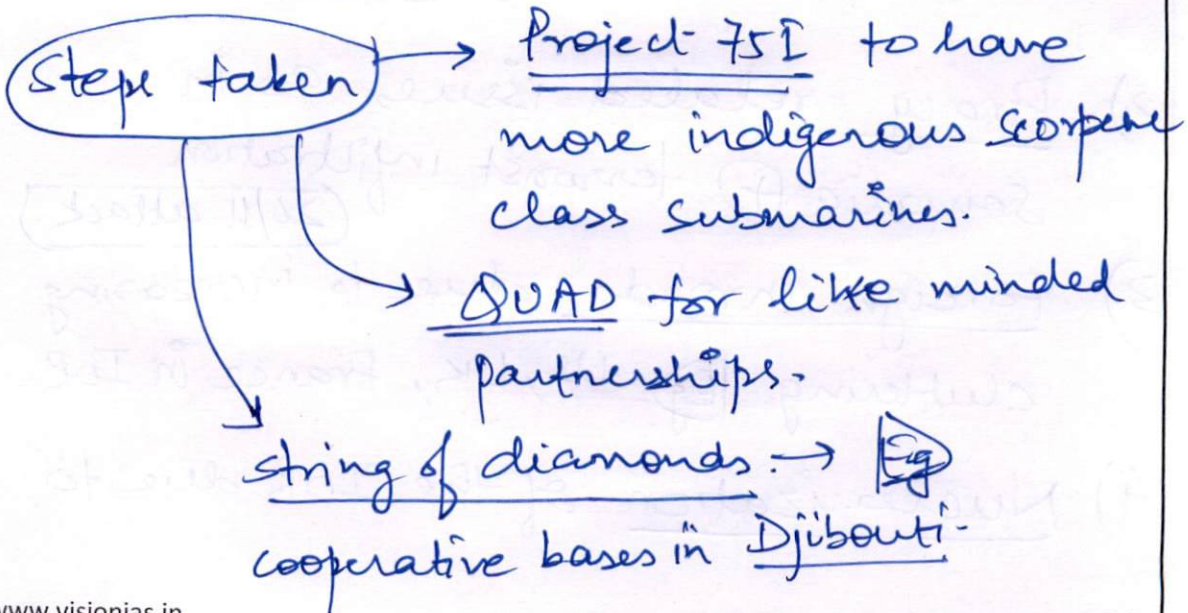 Steps taken → Project 75I to have
more indigenous scorpene
class submarines.
→ QUAD for like minded
partnerships.
string of diamonds. → Eg
cooperative bases in Djibouti.
www.visionias.in